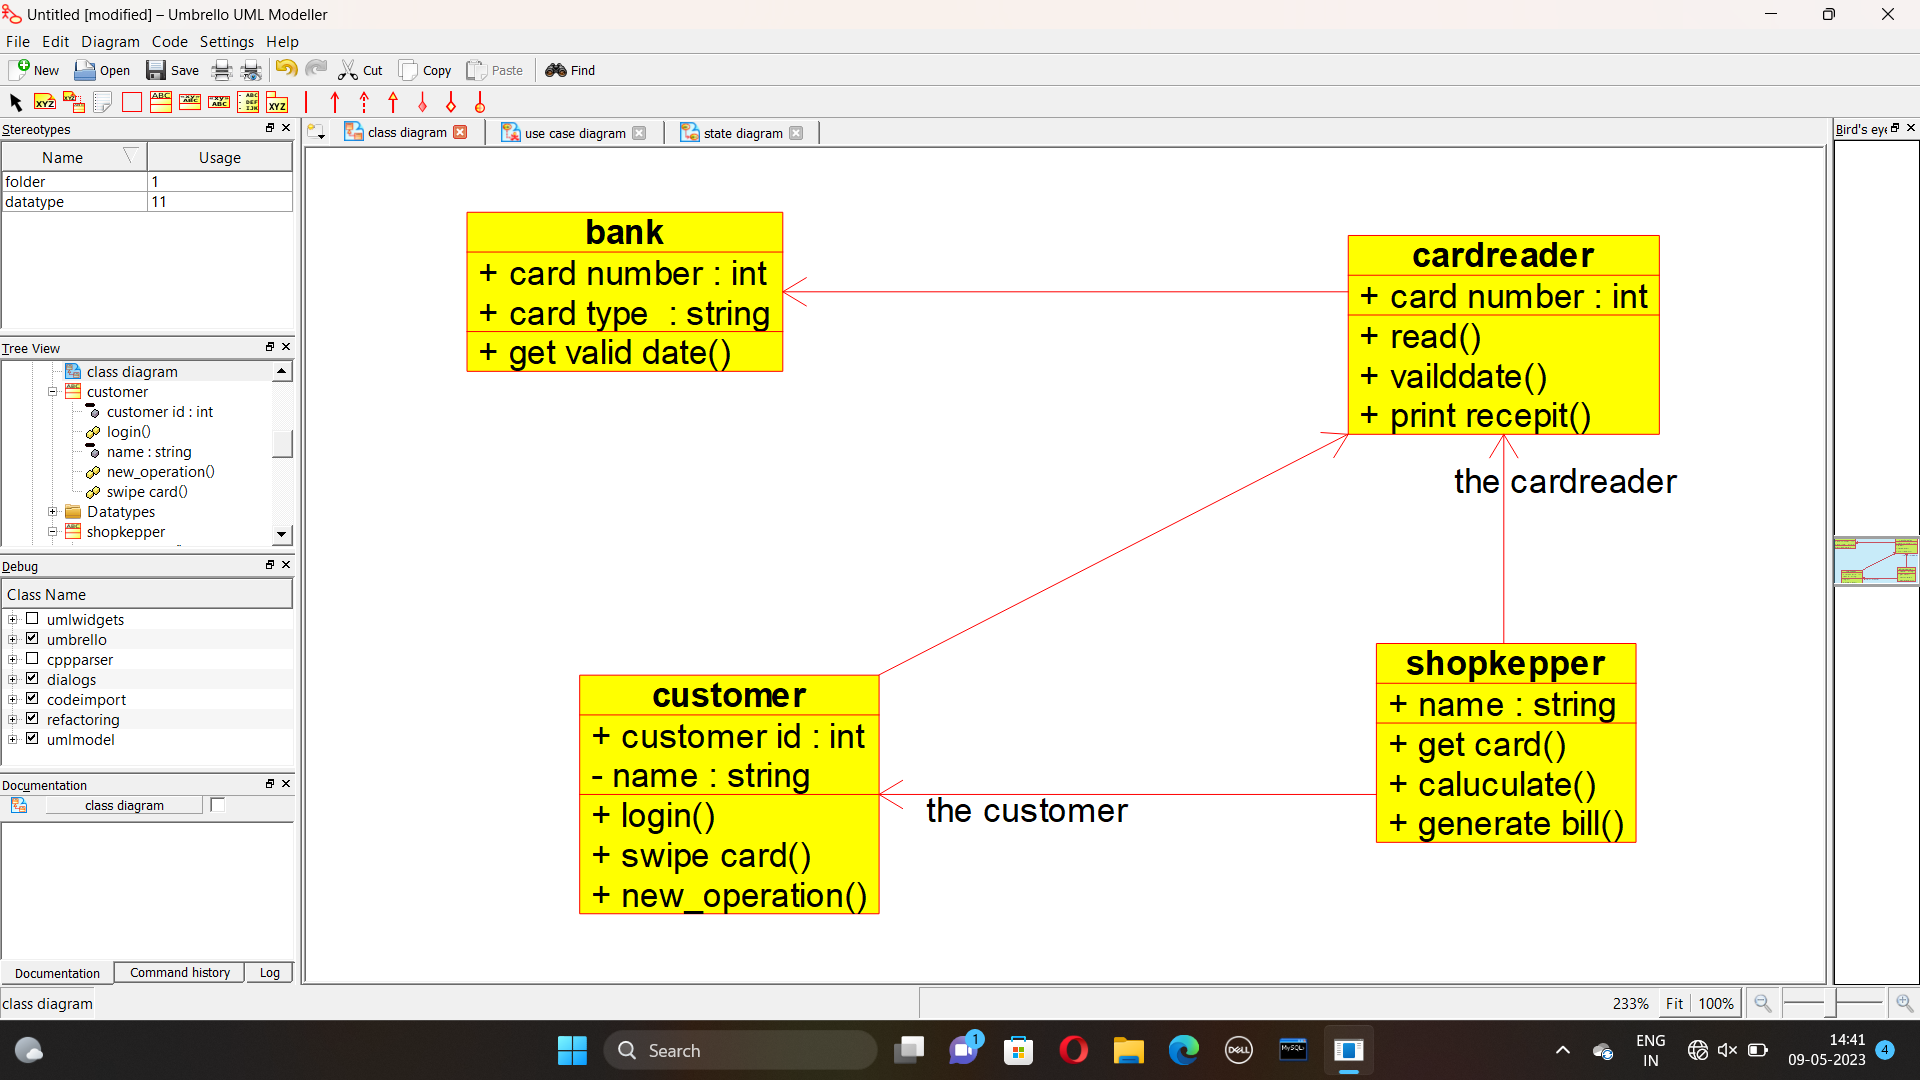 Untitled [modified] – Umbrello UML Modeller
File Edit Diagram Code Settings Help
New Open Save Cut Copy Paste Find
Stereotypes
Name Usage
folder 1
datatype 11
Tree View
class diagram
customer
customer id : int
login()
name : string
new_operation()
swipe card()
Datatypes
shopkepper
Debug
Class Name
umlwidgets
umbrello
cppparser
dialogs
codeimport
refactoring
umlmodel
Documentation
class diagram
Documentation Command history Log
class diagram use case diagram state diagram
Bird's eye
bank
+ card number : int
+ card type : string
+ get valid date()
cardreader
+ card number : int
+ read()
+ vailddate()
+ print recepit()
the cardreader
customer
+ customer id : int
- name : string
+ login()
+ swipe card()
+ new_operation()
the customer
shopkepper
+ name : string
+ get card()
+ caluculate()
+ generate bill()
class diagram
233% Fit 100%
Search
1
DELL
MySQL
ENG
IN
14:41
09-05-2023
4